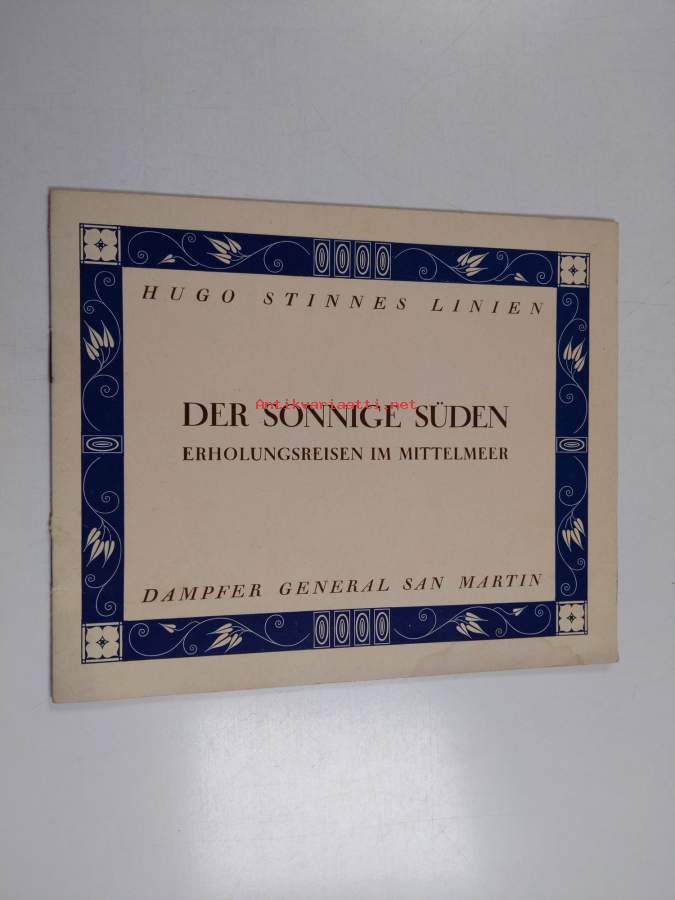 HUGO STINNES LINIEN
DER SONNIGE SÜDEN
Antikvariaatti.net
ERHOLUNGSREISEN IM MITTELMEER
DAMPFER GENERAL SAN MARTIN